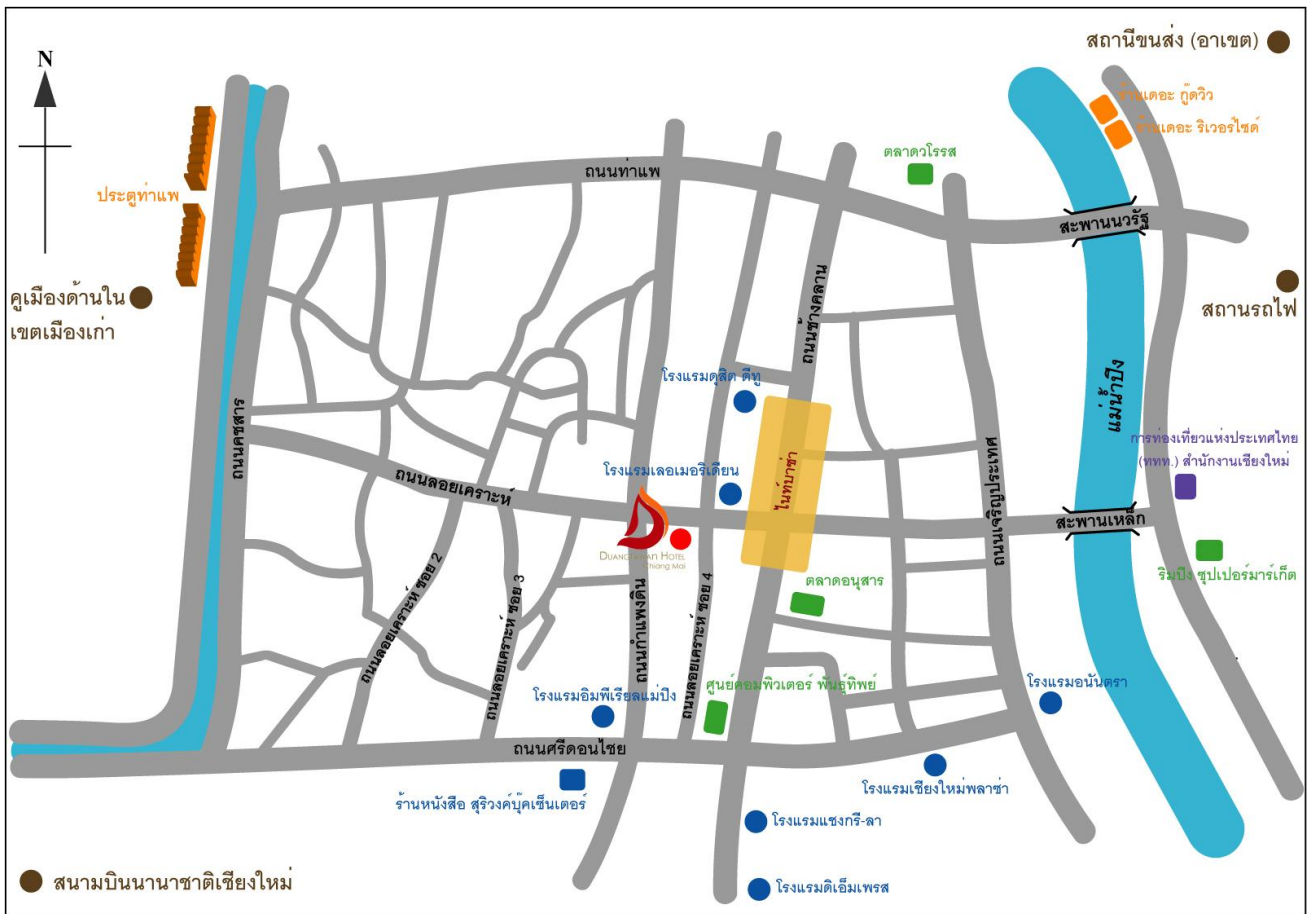 สถานีขนส่ง (อาเขต)
N
ร้านเดอะ กู๊ดวิว
ร้านเดอะ ริเวอร์ไซด์
ตลาดวโรรส
ถนนท่าแพ
ประตูท่าแพ
สะพานนวรัฐ
คูเมืองด้านใน
เขตเมืองเก่า
สถานรถไฟ
ถนนช้างคลาน
โรงแรมดุสิต ดีทู
แม่น้ำปิง
ถนนคชสาร
การท่องเที่ยวแห่งประเทศไทย
(ททท.) สำนักงานเชียงใหม่
โรงแรมเลอเมอริเดียน
ไนท์บาซ่า
ถนนเจริญประเทศ
ถนนลอยเคราะห์
สะพานเหล็ก
DUANGTAWAN HOTEL
Chiang Mai
ริมปิง ซุปเปอร์มาร์เก็ต
ตลาดอนุสาร
ถนนลอยเคราะห์ ซอย 2
ถนนลอยเคราะห์ ซอย 3
ถนนกำแพงดิน
ถนนลอยเคราะห์ ซอย 4
โรงแรมอนันตรา
ศูนย์คอมพิวเตอร์ พันธุ์ทิพย์
โรงแรมอิมพีเรียลแม่ปิง
ถนนศรีดอนไชย
โรงแรมเชียงใหม่พลาซ่า
ร้านหนังสือ สุริวงค์บุ๊คเซ็นเตอร์
โรงแรมแชงกรี-ลา
สนามบินนานาชาติเชียงใหม่
โรงแรมดิเอ็มเพรส